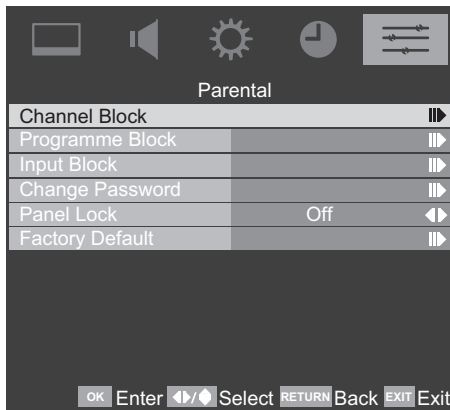 Parental
Channel Block
Programme Block
Input Block
Change Password
Panel Lock Off
Factory Default
OK Enter / Select RETURN Back EXIT Exit